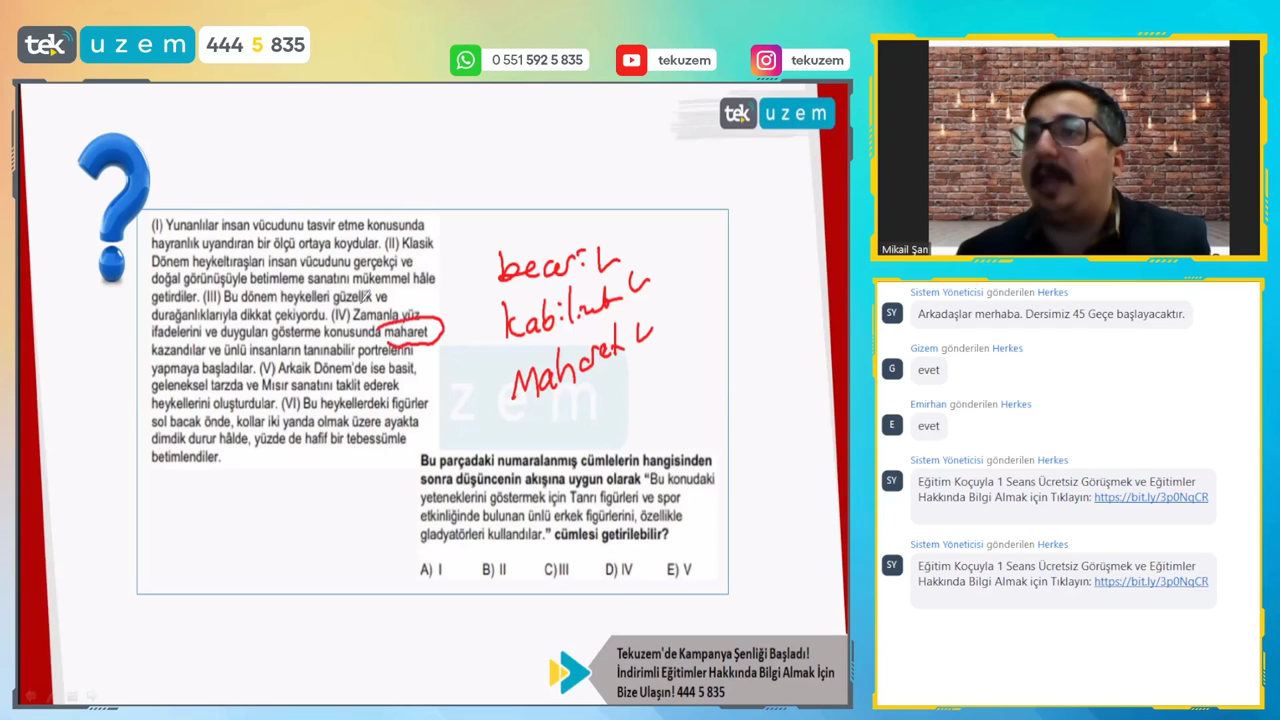 tek uzem 444 5 835
0 551 592 5 835
tekuzem
tekuzem
tek uzem
(I) Yunanlılar insan vücudunu tasvir etme konusunda
hayranlık uyandıran bir ölçü ortaya koydular. (II) Klasik
Dönem heykeltıraşları insan vücudunu gerçekçi ve
doğal görünüşüyle betimleme sanatını mükemmel hâle
getirdiler. (III) Bu dönem heykelleri güzellik ve
durağanlıklarıyla dikkat çekiyordu. (IV) Zamanla yüz
ifadelerini ve duyguları gösterme konusunda maharet
kazandılar ve ünlü insanların tanınabilir portrelerini
yapmaya başladılar. (V) Arkaik Dönem'de ise basit,
geleneksel tarzda ve Mısır sanatını taklit ederek
heykellerini oluşturdular. (VI) Bu heykellerdeki figürler
sol bacak önde, kollar iki yanda olmak üzere ayakta
dimdik durur hâlde, yüzde de hafif bir tebessümle
betimlendiler.
beceri
kabiliyet
Maharet
zem
Bu parçadaki numaralanmış cümlelerin hangisinden
sonra düşüncenin akışına uygun olarak "Bu konudaki
yeteneklerini göstermek için Tanrı figürleri ve spor
etkinliğinde bulunan ünlü erkek figürlerini, özellikle
gladyatörleri kullandılar." cümlesi getirilebilir?
A) I B) II C) III D) IV E) V
Tekuzem'de Kampanya Şenliği Başladı!
İndirimli Eğitimler Hakkında Bilgi Almak İçin
Bize Ulaşın! 444 5 835
Mikail Şan
Sistem Yöneticisi gönderilen Herkes
SY Arkadaşlar merhaba. Dersimiz 45 Geçe başlayacaktır.
Gizem gönderilen Herkes
G evet
Emirhan gönderilen Herkes
E evet
Sistem Yöneticisi gönderilen Herkes
SY Eğitim Koçuyla 1 Seans Ücretsiz Görüşmek ve Eğitimler
Hakkında Bilgi Almak için Tıklayın: https://bit.ly/3p0NqCR
Sistem Yöneticisi gönderilen Herkes
SY Eğitim Koçuyla 1 Seans Ücretsiz Görüşmek ve Eğitimler
Hakkında Bilgi Almak için Tıklayın: https://bit.ly/3p0NqCR